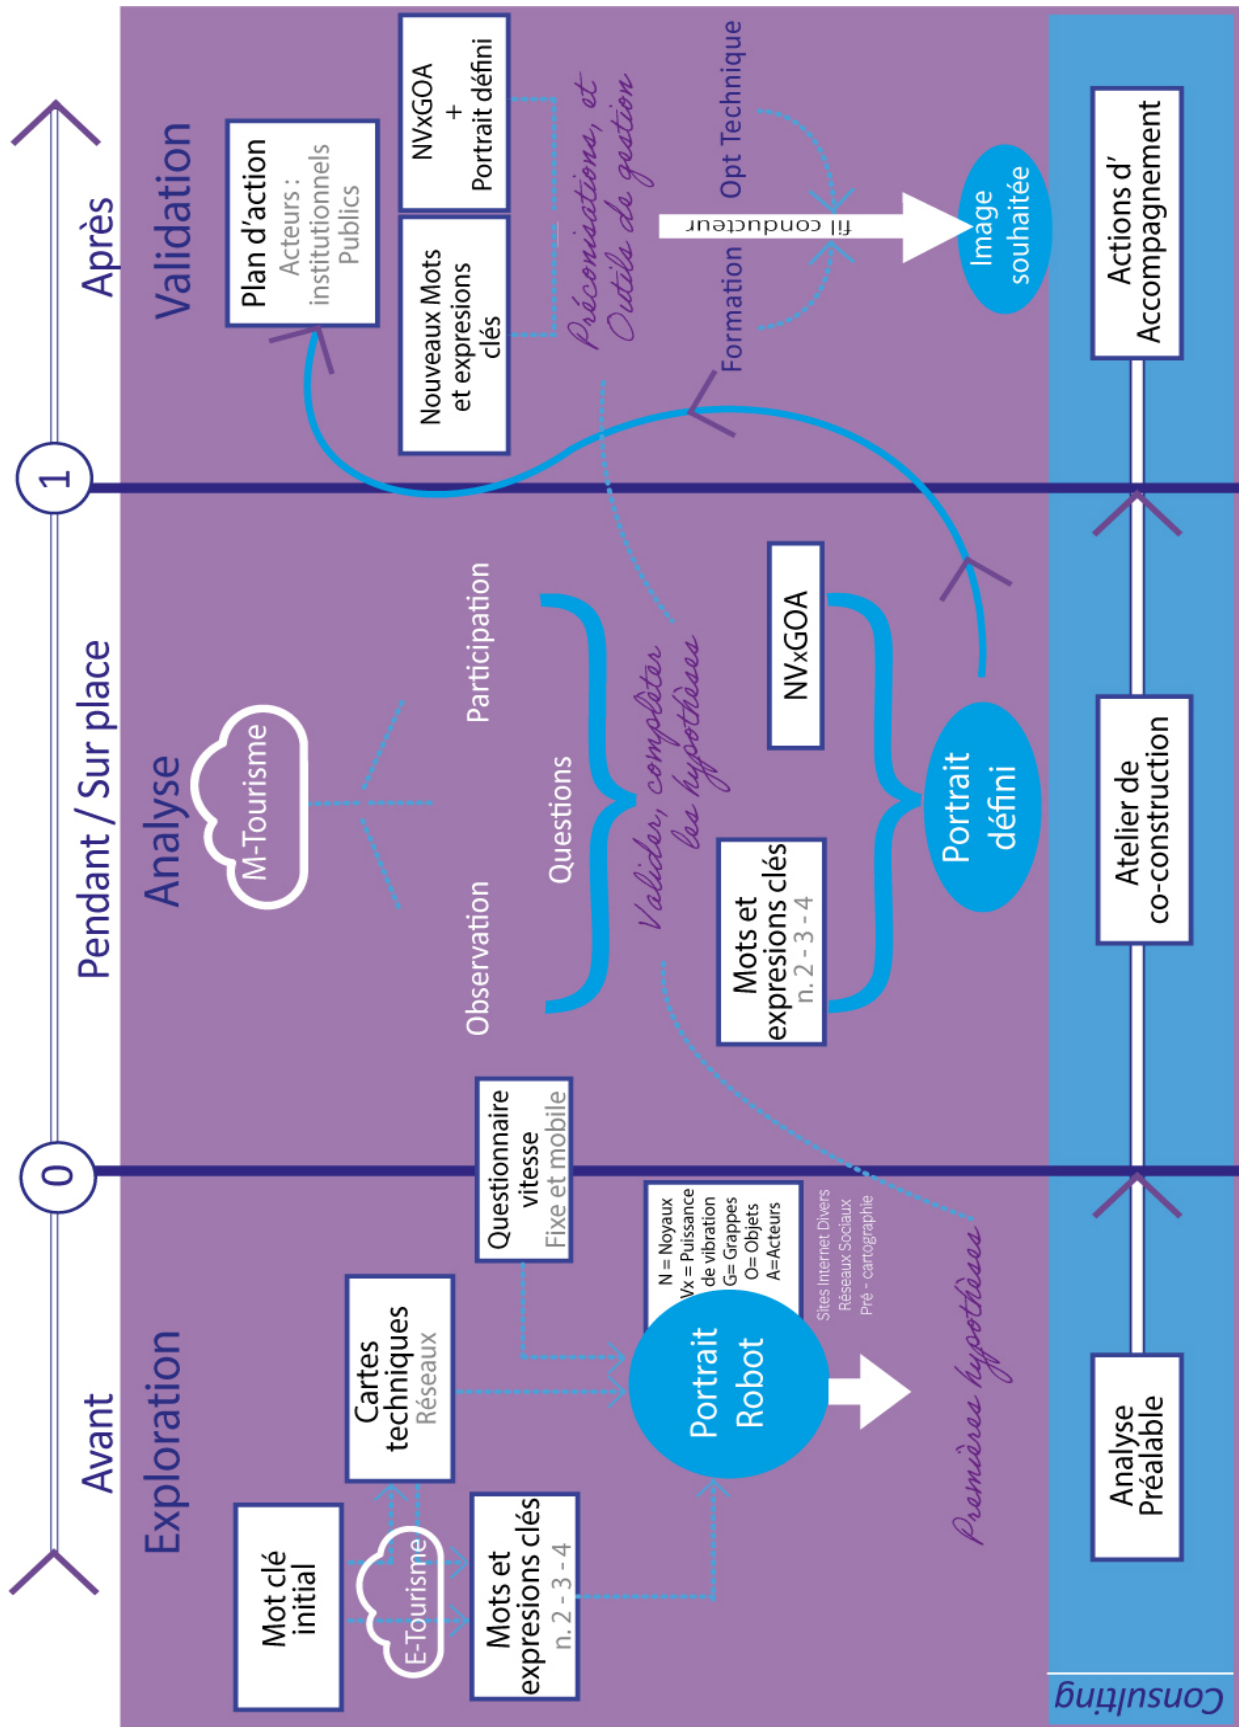 Avant
0
Pendant / Sur place
1
Après
Exploration
Mot clé
initial
E-Tourisme
Cartes
techniques
Réseaux
Mots et
expresions clés
n. 2 - 3 - 4
Questionnaire
vitesse
Fixe et mobile
Portrait
Robot
N = Noyaux
Vx = Puissance
de vibration
G= Grappes
O= Objets
A=Acteurs
Sites Internet Divers
Réseaux Sociaux
Pré - cartographie
Premières hypothèses
Analyse
M-Tourisme
Observation
Questions
Participation
Valider, complèter
les hypothèses
Mots et
expresions clés
n. 2 - 3 - 4
NVxGOA
Portrait
défini
Validation
Plan d’action
Acteurs :
institutionnels
Publics
Nouveaux Mots
et expresions
clés
NVxGOA
+
Portrait défini
Préconisations, et
Outils de gestion
Formation
Opt Technique
fil conducteur
Image
souhaitée
Consulting
Analyse
Préalable
Atelier de
co-construction
Actions d’
Accompagnement